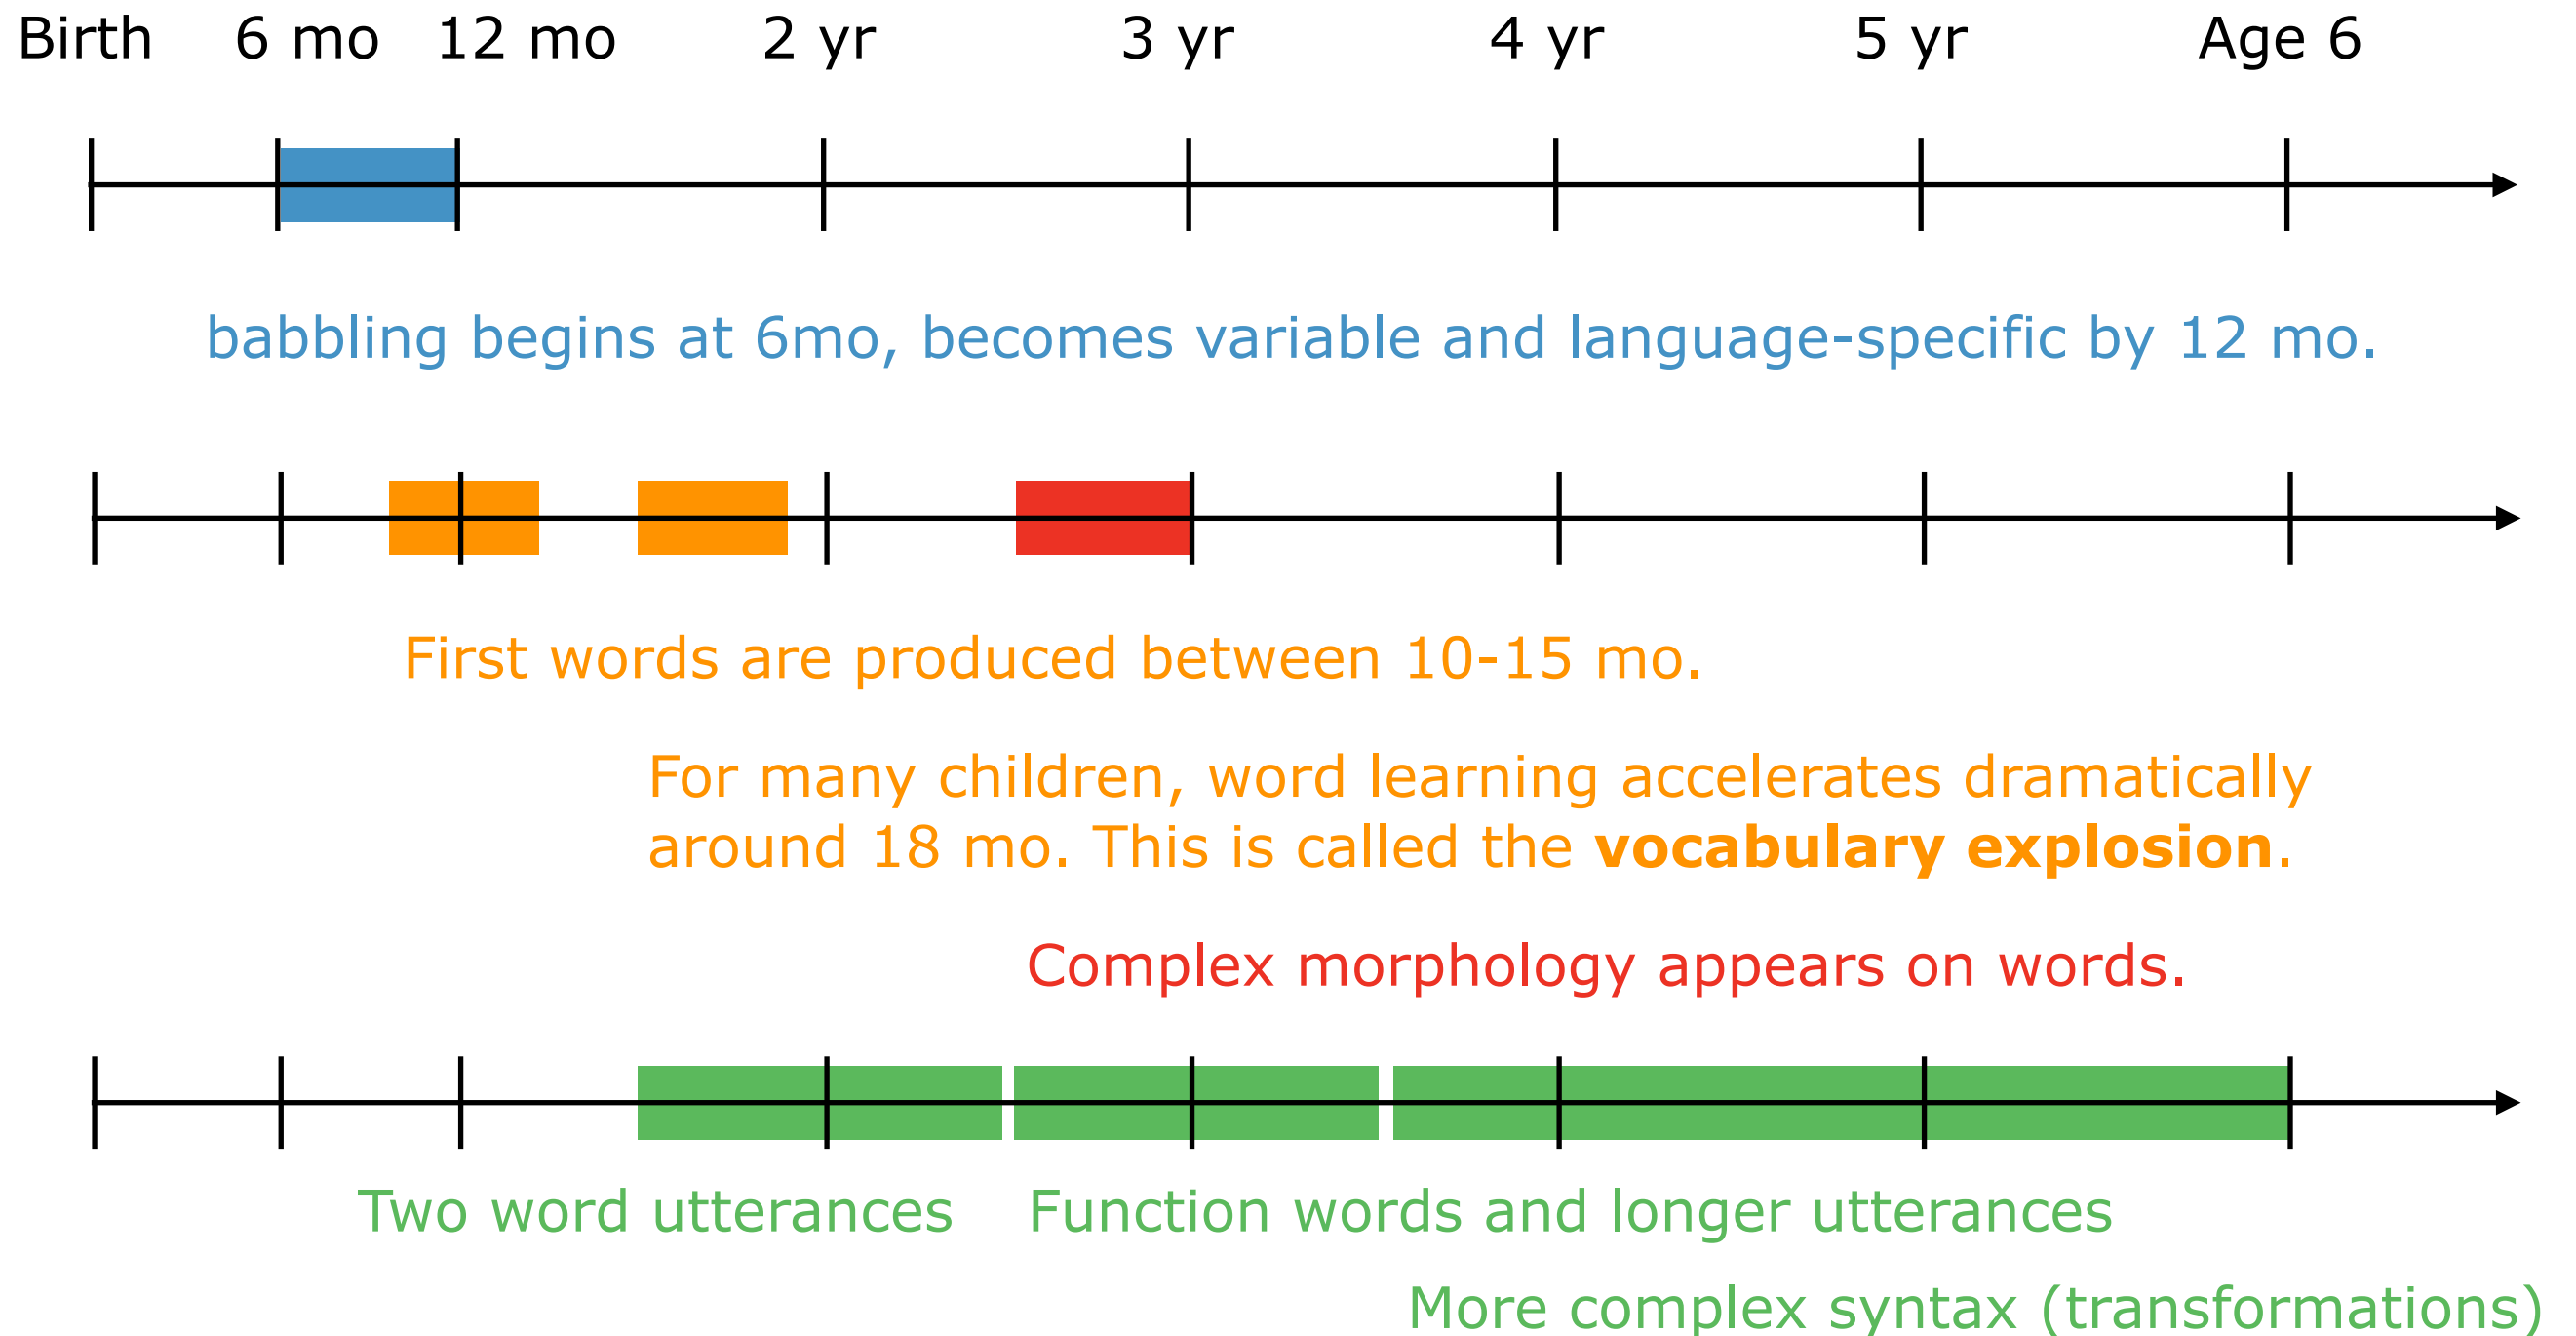 Birth 6 mo 12 mo 2 yr 3 yr 4 yr 5 yr Age 6
babbling begins at 6mo, becomes variable and language-specific by 12 mo.
First words are produced between 10-15 mo.
For many children, word learning accelerates dramatically
around 18 mo. This is called the vocabulary explosion.
Complex morphology appears on words.
Two word utterances Function words and longer utterances
More complex syntax (transformations)